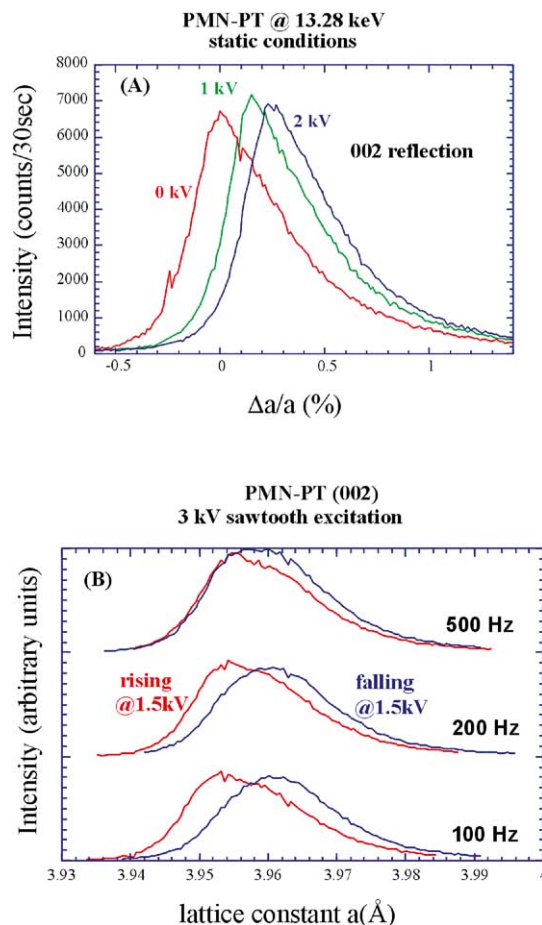 PMN-PT @ 13.28 keV
static conditions
8000
7000
6000
5000
4000
3000
2000
1000
0
Intensity (counts/30sec)
(A)
1 kV
2 kV
0 kV
002 reflection
-0.5
0
0.5
1
Δa/a (%)
PMN-PT (002)
3 kV sawtooth excitation
Intensity (arbitrary units)
(B)
500 Hz
rising
@1.5kV
falling
@1.5kV
200 Hz
100 Hz
3.93
3.94
3.95
3.96
3.97
3.98
3.99
4
lattice constant a(Å)